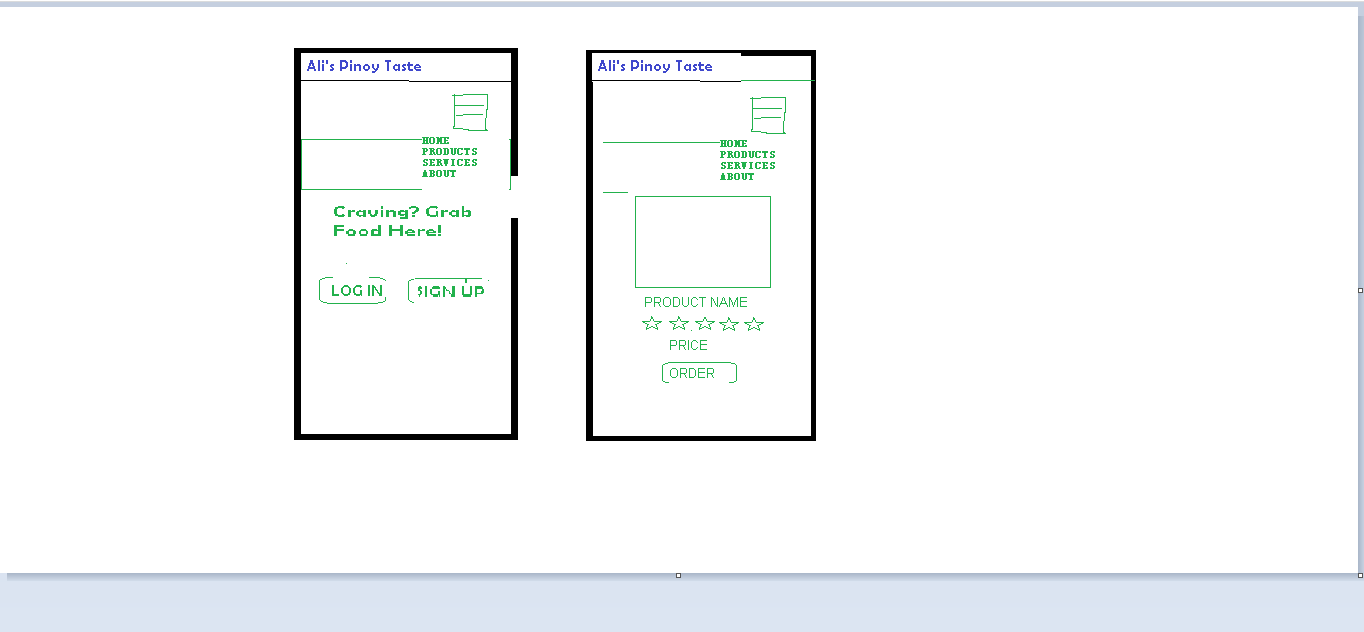 Ali's Pinoy Taste
HOME
PRODUCTS
SERVICES
ABOUT
Craving? Grab
Food Here!
LOG IN
SIGN UP
Ali's Pinoy Taste
HOME
PRODUCTS
SERVICES
ABOUT
PRODUCT NAME
PRICE
ORDER